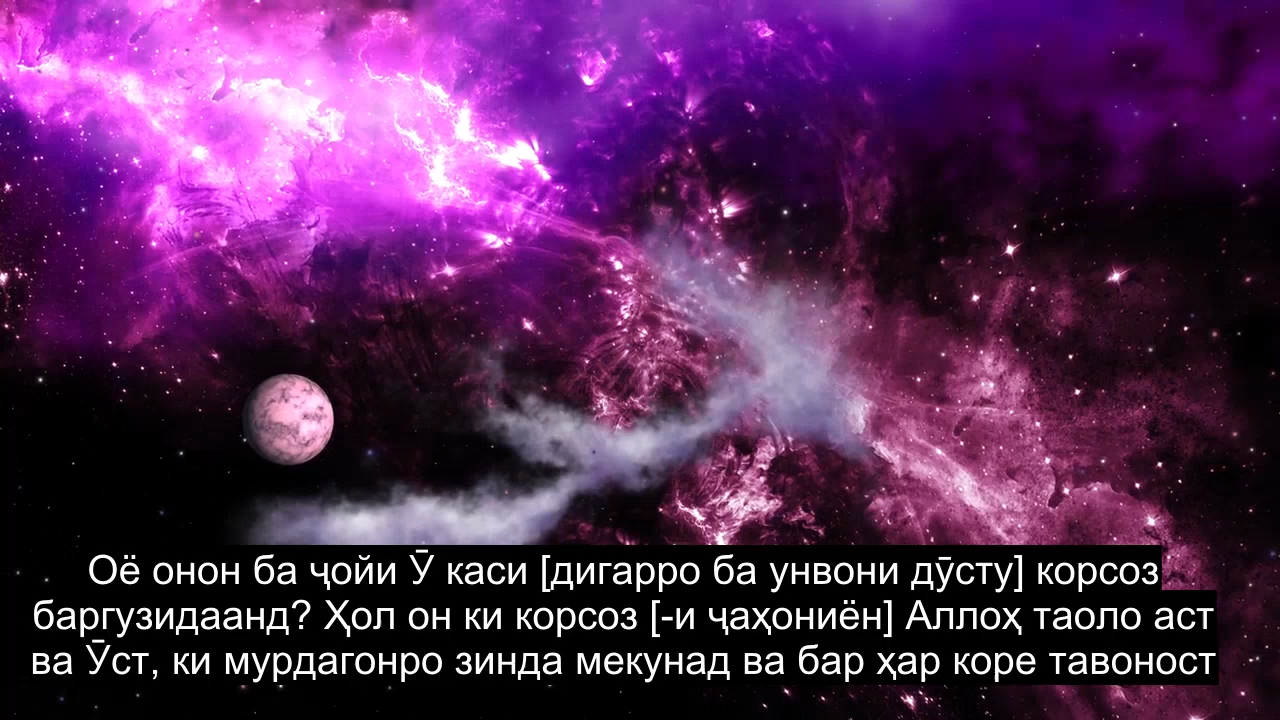 Оё онон ба ҷойи Ӯ каси [дигарро ба унвони дӯсту] корсоз
баргузидаанд? Ҳол он ки корсоз [-и ҷаҳониён] Аллоҳ таоло аст
ва Ӯст, ки мурдагонро зинда мекунад ва бар ҳар коре тавоност